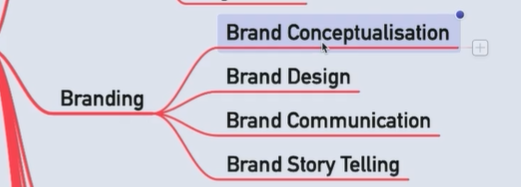 Brand Conceptualisation
Brand Design
Branding
Brand Communication
Brand Story Telling